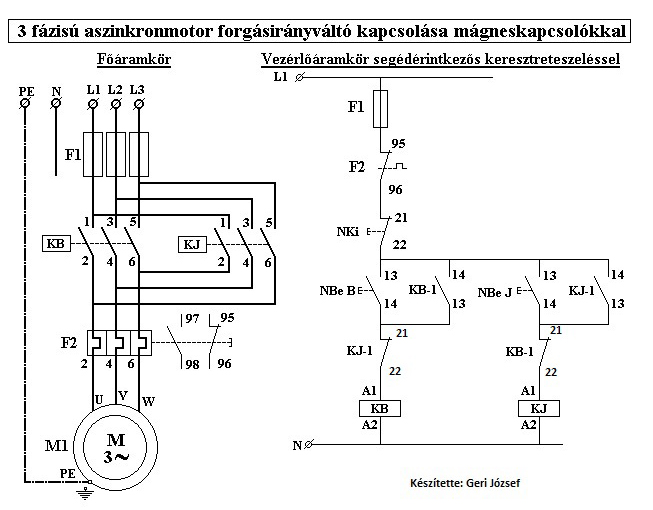 3 fázisú aszinkronmotor forgásirányváltó kapcsolása mágneskapcsolókkal
Főáramkör
Vezérlőáramkör segédérintkezős keresztreteszeléssel
L1
PE N L1 L2 L3
F1
F1
95
F2
96
1 3 5
KB
2 4 6
1 3 5
KJ
2 4 6
21
NKi
22
13
NBe B
14
14
KB-1
13
13
NBe J
14
14
KJ-1
13
F2
2 4 6
97 95
98 96
21
KJ-1
22
21
KB-1
22
U V W
A1
KB
A2
A1
KJ
A2
M1
M
3~
PE
N
Készítette: Geri József